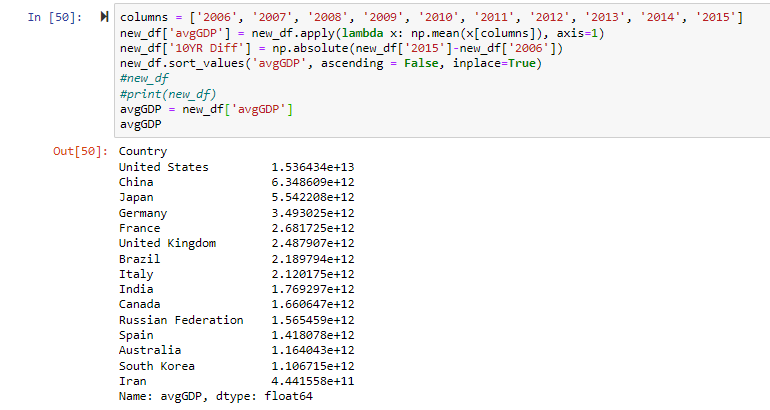 In [50]: columns = ['2006', '2007', '2008', '2009', '2010', '2011', '2012', '2013', '2014', '2015']
new_df['avgGDP'] = new_df.apply(lambda x: np.mean(x[columns]), axis=1)
new_df['10YR Diff'] = np.absolute(new_df['2015']-new_df['2006'])
new_df.sort_values('avgGDP', ascending = False, inplace=True)
#new_df
#print(new_df)
avgGDP = new_df['avgGDP']
avgGDP
Out[50]: Country
United States 1.536434e+13
China 6.348609e+12
Japan 5.542208e+12
Germany 3.493025e+12
France 2.681725e+12
United Kingdom 2.487907e+12
Brazil 2.189794e+12
Italy 2.120175e+12
India 1.769297e+12
Canada 1.660647e+12
Russian Federation 1.565459e+12
Spain 1.418078e+12
Australia 1.164043e+12
South Korea 1.106715e+12
Iran 4.441558e+11
Name: avgGDP, dtype: float64